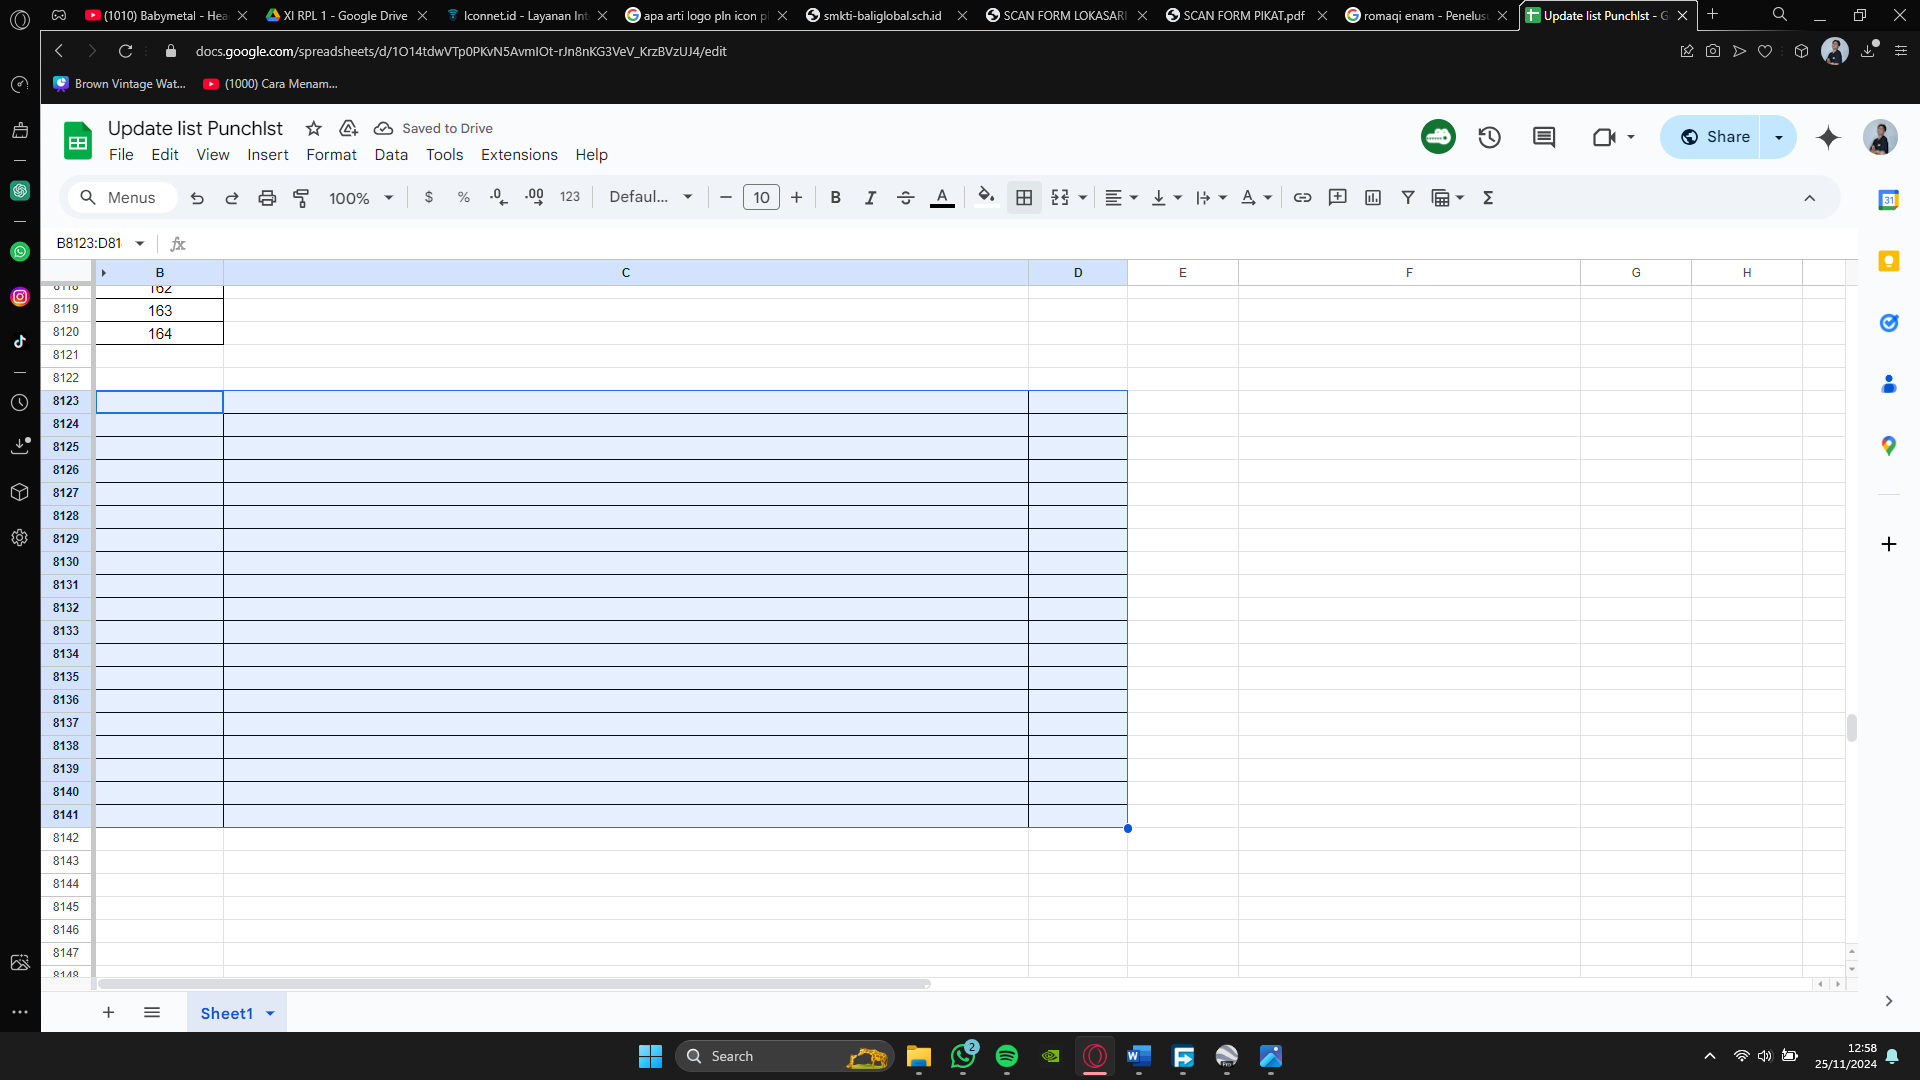 (1010) Babymetal - Hea
XI RPL 1 - Google Drive
Iconnet.id - Layanan Int
apa arti logo pln icon p
smkti-baliglobal.sch.id
SCAN FORM LOKASARI
SCAN FORM PIKAT.pdf
romaqi enam - Penelus
Update list Punchlst - G
docs.google.com/spreadsheets/d/1O14tdwVTp0PKvN5AvmIOt-rJn8nKG3VeV_KrzBVzUJ4/edit
Brown Vintage Wat...
(1000) Cara Menam...
Update list Punchlst
Saved to Drive
Share
File Edit View Insert Format Data Tools Extensions Help
Menus 100% $ % .0 .00 123 Defaul... 10 B I A Σ
B8123:D81 fx
B C D E F G H
8118 162
8119 163
8120 164
8121
8122
8123
8124
8125
8126
8127
8128
8129
8130
8131
8132
8133
8134
8135
8136
8137
8138
8139
8140
8141
8142
8143
8144
8145
8146
8147
8148
Sheet1
Search
2
12:58
25/11/2024
31